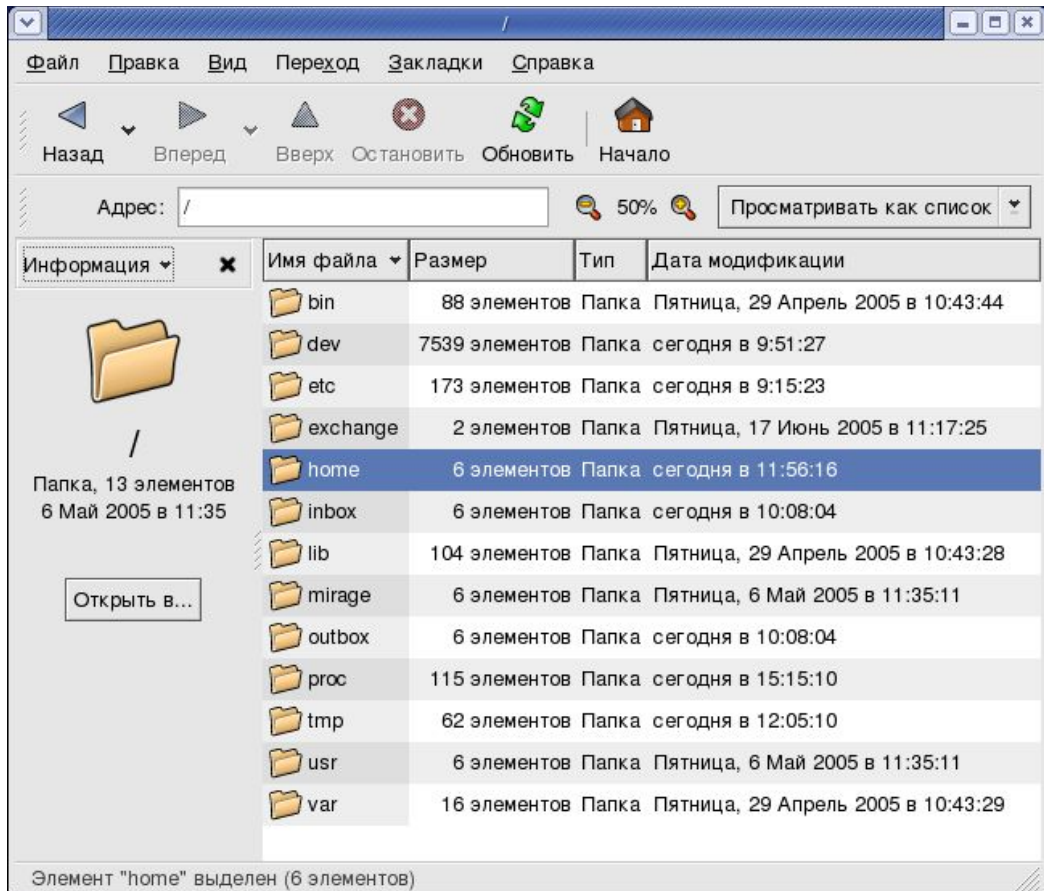 /
Файл Правка Вид Переход Закладки Справка
Назад Вперед Вверх Остановить Обновить Начало
Адрес: / 50% Просматривать как список
Информация
/
Папка, 13 элементов
6 Май 2005 в 11:35
Открыть в...
Имя файла Размер Тип Дата модификации
bin 88 элементов Папка Пятница, 29 Апрель 2005 в 10:43:44
dev 7539 элементов Папка сегодня в 9:51:27
etc 173 элементов Папка сегодня в 9:15:23
exchange 2 элементов Папка Пятница, 17 Июнь 2005 в 11:17:25
home 6 элементов Папка сегодня в 11:56:16
inbox 6 элементов Папка сегодня в 10:08:04
lib 104 элементов Папка Пятница, 29 Апрель 2005 в 10:43:28
mirage 6 элементов Папка Пятница, 6 Май 2005 в 11:35:11
outbox 6 элементов Папка сегодня в 10:08:04
proc 115 элементов Папка сегодня в 15:15:10
tmp 62 элементов Папка сегодня в 12:05:10
usr 6 элементов Папка Пятница, 6 Май 2005 в 11:35:11
var 16 элементов Папка Пятница, 29 Апрель 2005 в 10:43:29
Элемент "home" выделен (6 элементов)